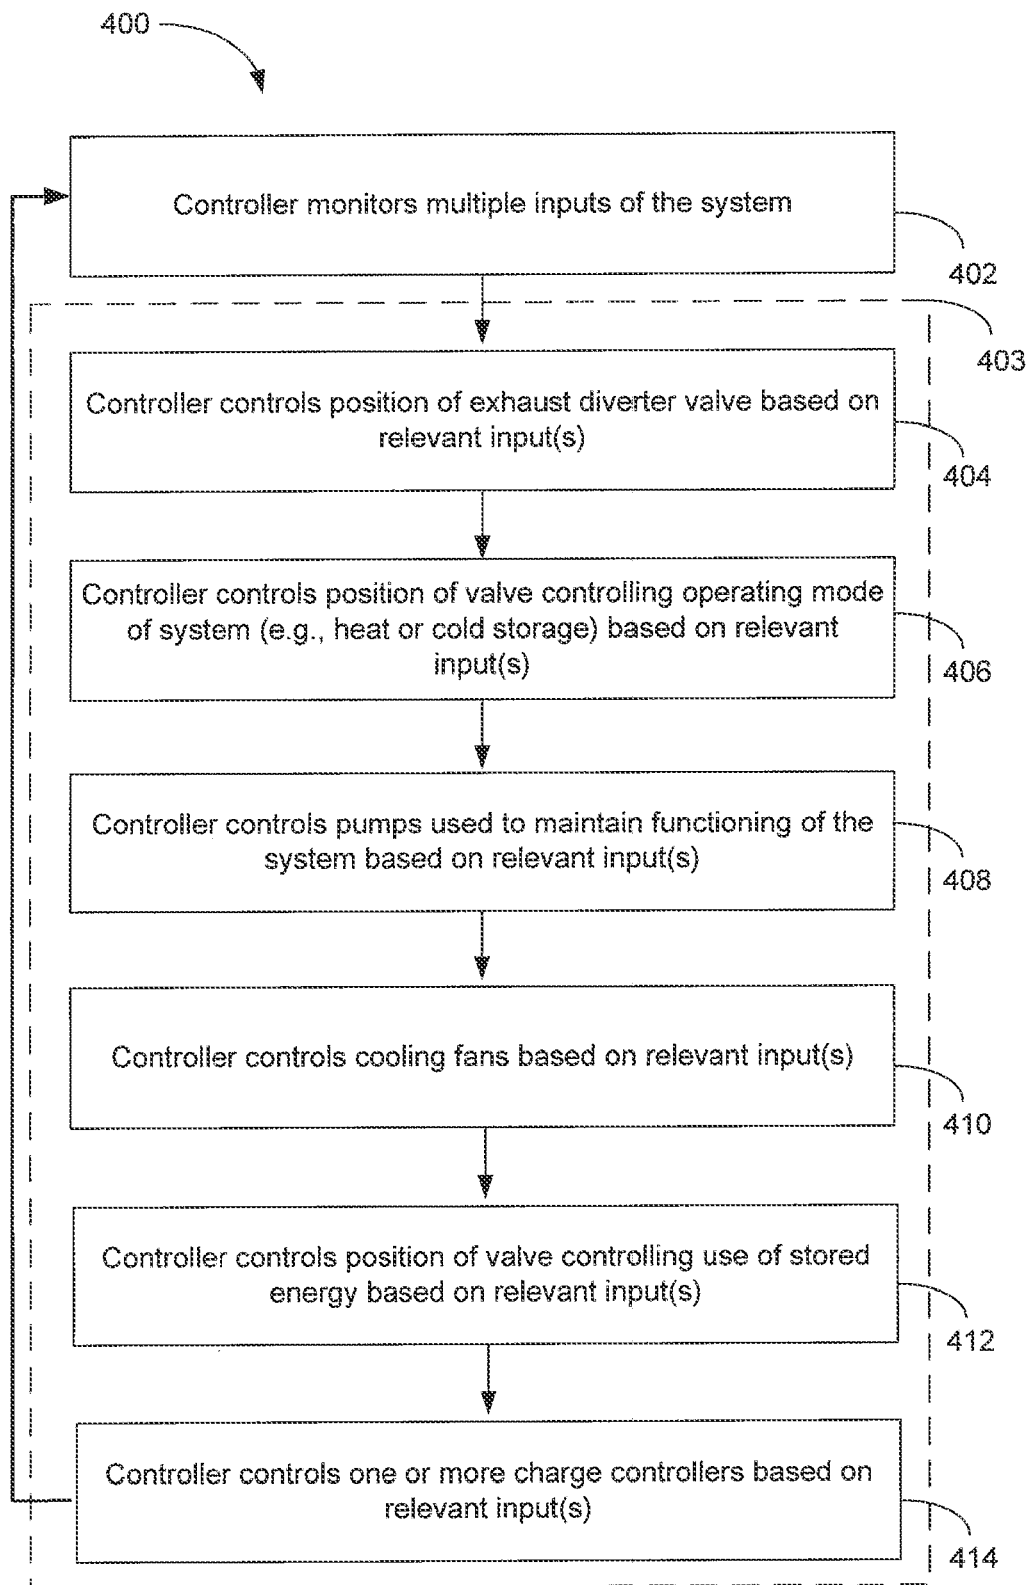 400
Controller monitors multiple inputs of the system
402
403
Controller controls position of exhaust diverter valve based on
relevant input(s)
404
Controller controls position of valve controlling operating mode
of system (e.g., heat or cold storage) based on relevant
input(s)
406
Controller controls pumps used to maintain functioning of the
system based on relevant input(s)
408
Controller controls cooling fans based on relevant input(s)
410
Controller controls position of valve controlling use of stored
energy based on relevant input(s)
412
Controller controls one or more charge controllers based on
relevant input(s)
414